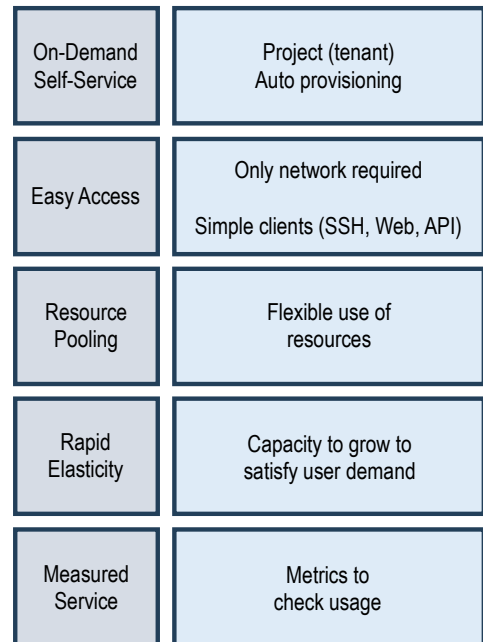 On-Demand
Self-Service
Project (tenant)
Auto provisioning
Easy Access
Only network required
Simple clients (SSH, Web, API)
Resource
Pooling
Flexible use of
resources
Rapid
Elasticity
Capacity to grow to
satisfy user demand
Measured
Service
Metrics to
check usage